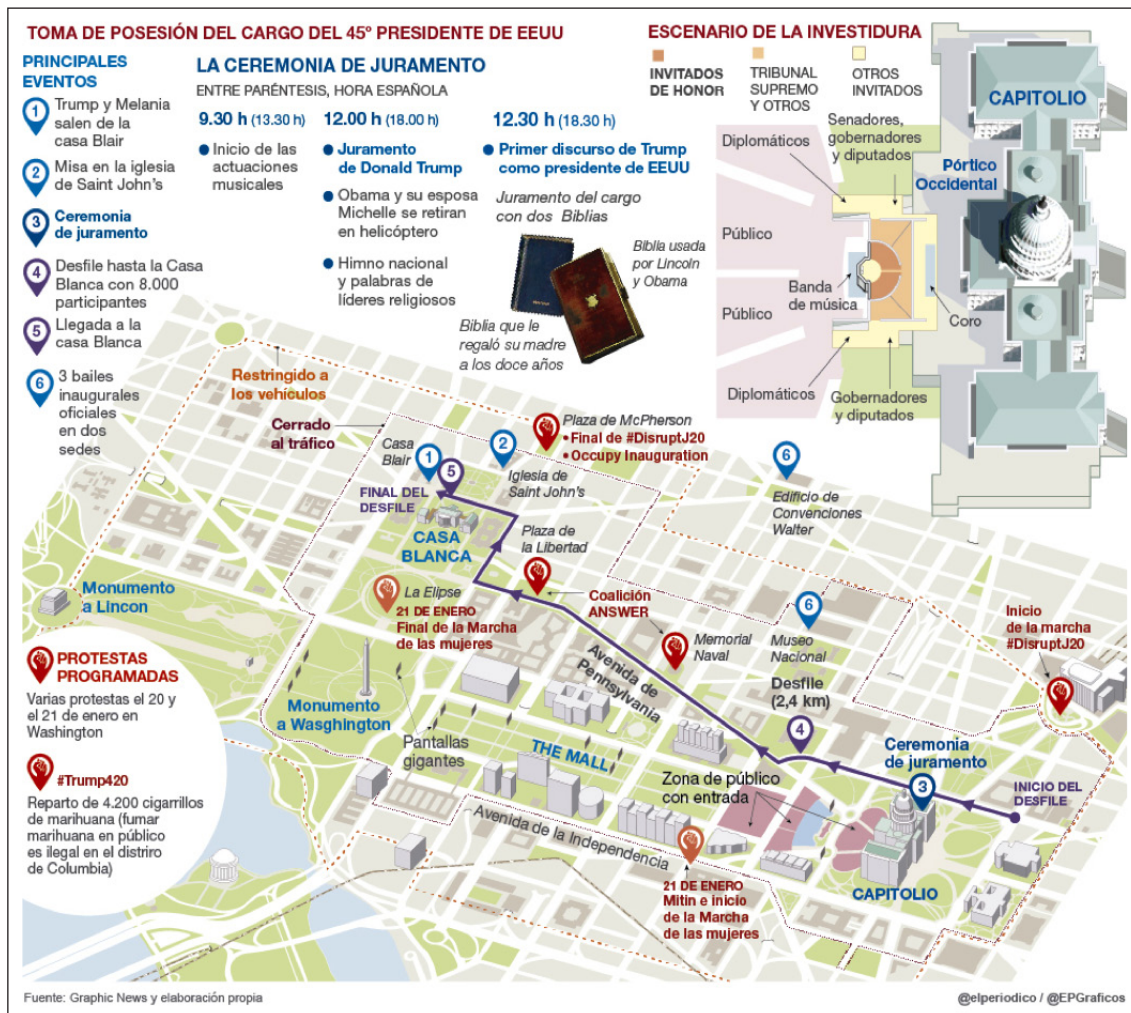 TOMA DE POSESIÓN DEL CARGO DEL 45º PRESIDENTE DE EEUU
PRINCIPALES
EVENTOS
1
Trump y Melania
salen de la
casa Blair
2
Misa en la iglesia
de Saint John's
3
Ceremonia
de juramento
4
Desfile hasta la Casa
Blanca con 8.000
participantes
5
Llegada a la
casa Blanca
6
3 bailes
inaugurales
oficiales
en dos
sedes
LA CEREMONIA DE JURAMENTO
ENTRE PARÉNTESIS, HORA ESPAÑOLA
9.30 h (13.30 h)
• Inicio de las
actuaciones
musicales
12.00 h (18.00 h)
• Juramento
de Donald Trump
• Obama y su esposa
Michelle se retiran
en helicóptero
• Himno nacional
y palabras de
líderes religiosos
12.30 h (18.30 h)
• Primer discurso de Trump
como presidente de EEUU
Juramento del cargo
con dos Biblias
Biblia usada
por Lincoln
y Obama
Biblia que le
regaló su madre
a los doce años
ESCENARIO DE LA INVESTIDURA
INVITADOS
DE HONOR
TRIBUNAL
SUPREMO
Y OTROS
OTROS
INVITADOS
CAPITOLIO
Diplomáticos
Senadores,
gobernadores
y diputados
Pórtico
Occidental
Público
Banda
de música
Público
Coro
Diplomáticos
Gobernadores
y diputados
Restringido a
los vehículos
Cerrado
al tráfico
Casa
Blair
1
5
2
Iglesia de
Saint John's
Plaza de McPherson
• Final de #DisruptJ20
• Occupy Inauguration
6
Edificio de
Convenciones
Walter
FINAL DEL
DESFILE
CASA
BLANCA
Plaza de
la Libertad
Monumento
a Lincon
La Elipse
21 DE ENERO
Final de la Marcha
de las mujeres
Coalición
ANSWER
Memorial
Naval
6
Museo
Nacional
Inicio
de la marcha
#DisruptJ20
Avenida de
Pennsylvania
Desfile
(2,4 km)
4
PROTESTAS
PROGRAMADAS
Varias protestas el 20 y
el 21 de enero en
Washington
#Trump420
Reparto de 4.200 cigarrillos
de marihuana (fumar
marihuana en público
es ilegal en el distriro
de Columbia)
Monumento
a Wasghington
Pantallas
gigantes
THE MALL
Zona de público
con entrada
Ceremonia
de juramento
3
INICIO DEL
DESFILE
Avenida de la Independencia
21 DE ENERO
Mitin e inicio
de la Marcha
de las mujeres
CAPITOLIO
Fuente: Graphic News y elaboración propia
@elperiodico / @EPGraficos